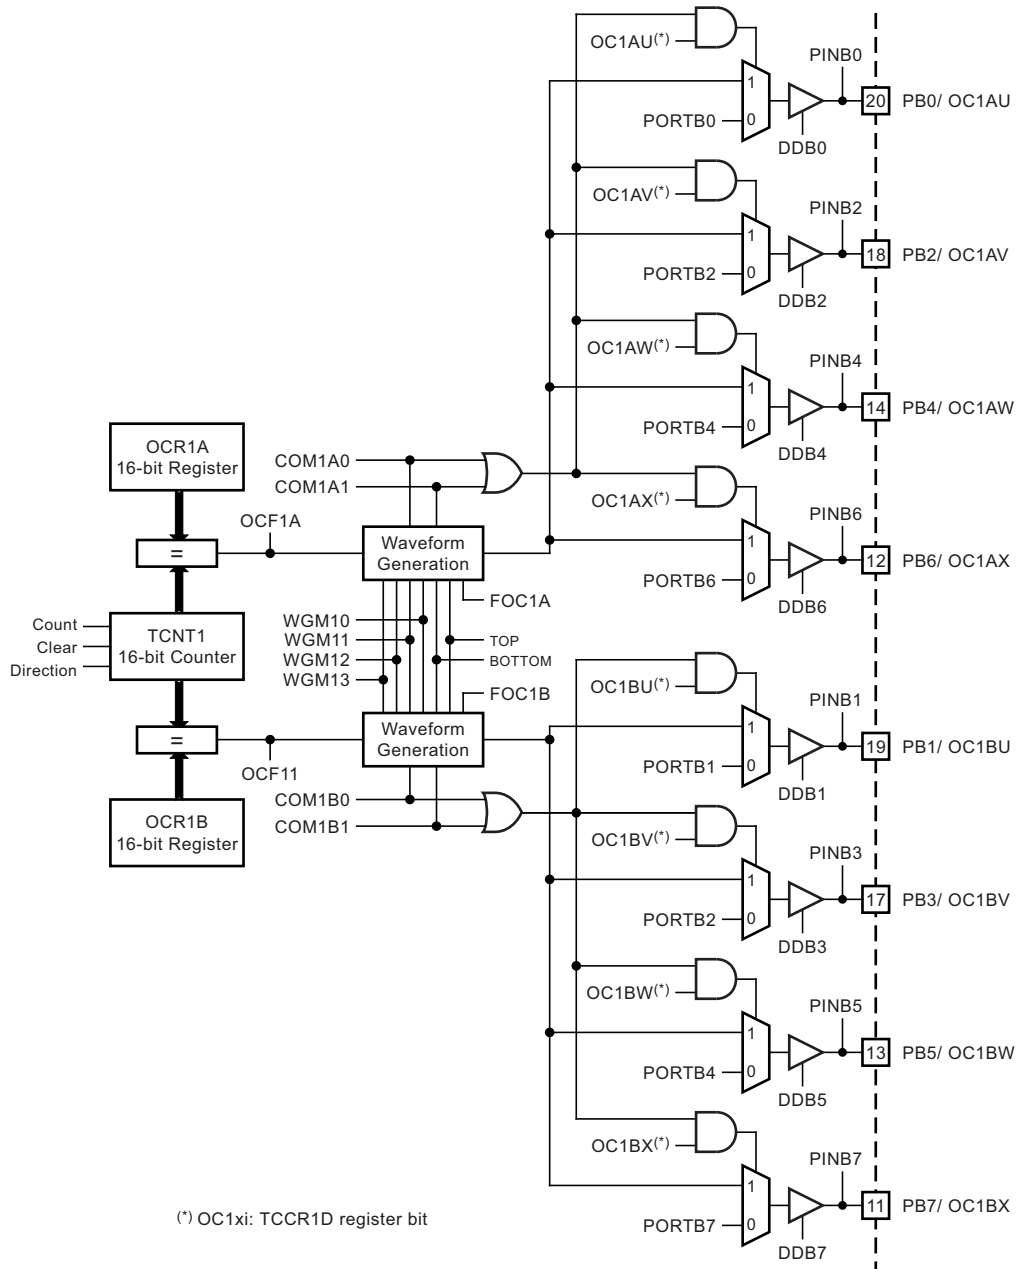 OC1AU(*)
PINB0
1
20
PB0/ OC1AU
PORTB0
0
DDB0
OC1AV(*)
PINB2
1
18
PB2/ OC1AV
PORTB2
0
DDB2
OC1AW(*)
PINB4
1
14
PB4/ OC1AW
PORTB4
0
DDB4
OCR1A
16-bit Register
COM1A0
COM1A1
OC1AX(*)
PINB6
OCF1A
=
Waveform
Generation
1
12
PB6/ OC1AX
PORTB6
0
DDB6
FOC1A
Count
Clear
Direction
TCNT1
16-bit Counter
WGM10
WGM11
WGM12
WGM13
TOP
BOTTOM
FOC1B
OC1BU(*)
PINB1
=
Waveform
Generation
1
19
PB1/ OC1BU
PORTB1
0
DDB1
OCF11
COM1B0
COM1B1
OCR1B
16-bit Register
OC1BV(*)
PINB3
1
17
PB3/ OC1BV
PORTB2
0
DDB3
OC1BW(*)
PINB5
1
13
PB5/ OC1BW
PORTB4
0
DDB5
OC1BX(*)
PINB7
1
11
PB7/ OC1BX
PORTB7
0
DDB7
(*) OC1xi: TCCR1D register bit